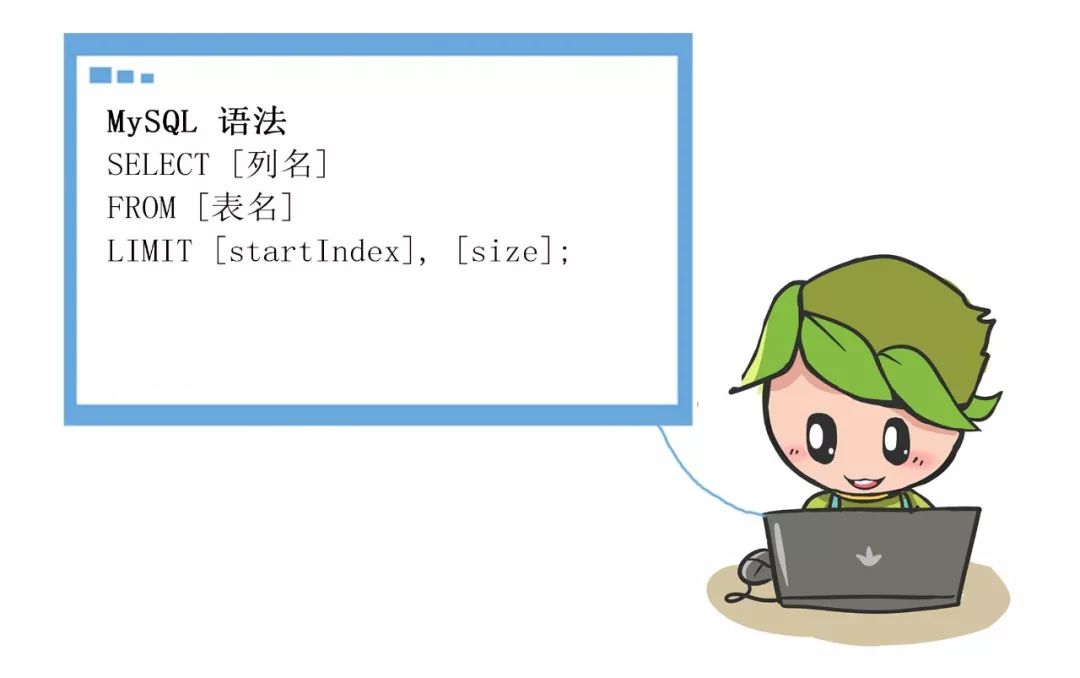 MySQL 语法
SELECT [列名]
FROM [表名]
LIMIT [startIndex], [size];